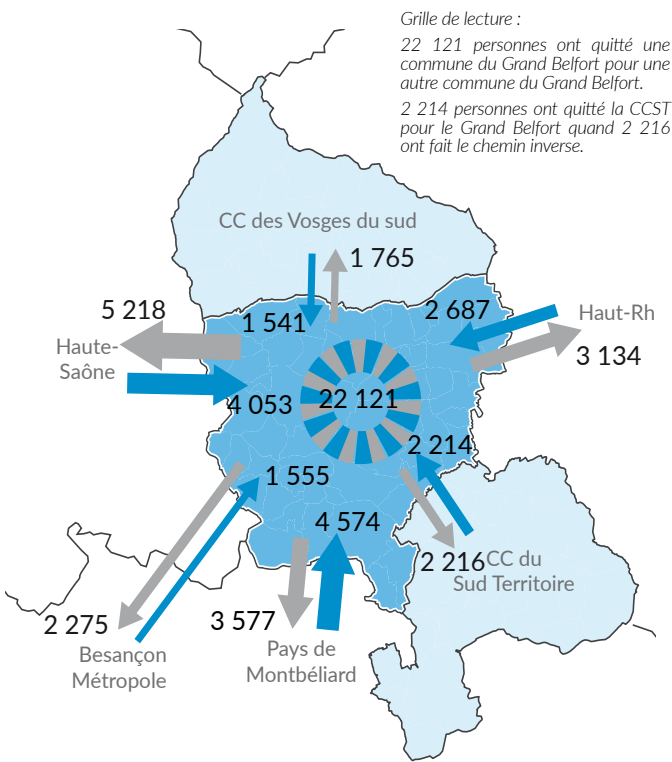 Grille de lecture :
22 121 personnes ont quitté une
commune du Grand Belfort pour une
autre commune du Grand Belfort.
2 214 personnes ont quitté la CCST
pour le Grand Belfort quand 2 216
ont fait le chemin inverse.
CC des Vosges du sud
1 765
5 218
1 541
2 687
Haut-Rh
Haute-
Saône
3 134
4 053
22 121
2 214
1 555
4 574
2 216
CC du
Sud Territoire
2 275
3 577
Besançon
Métropole
Pays de
Montbéliard